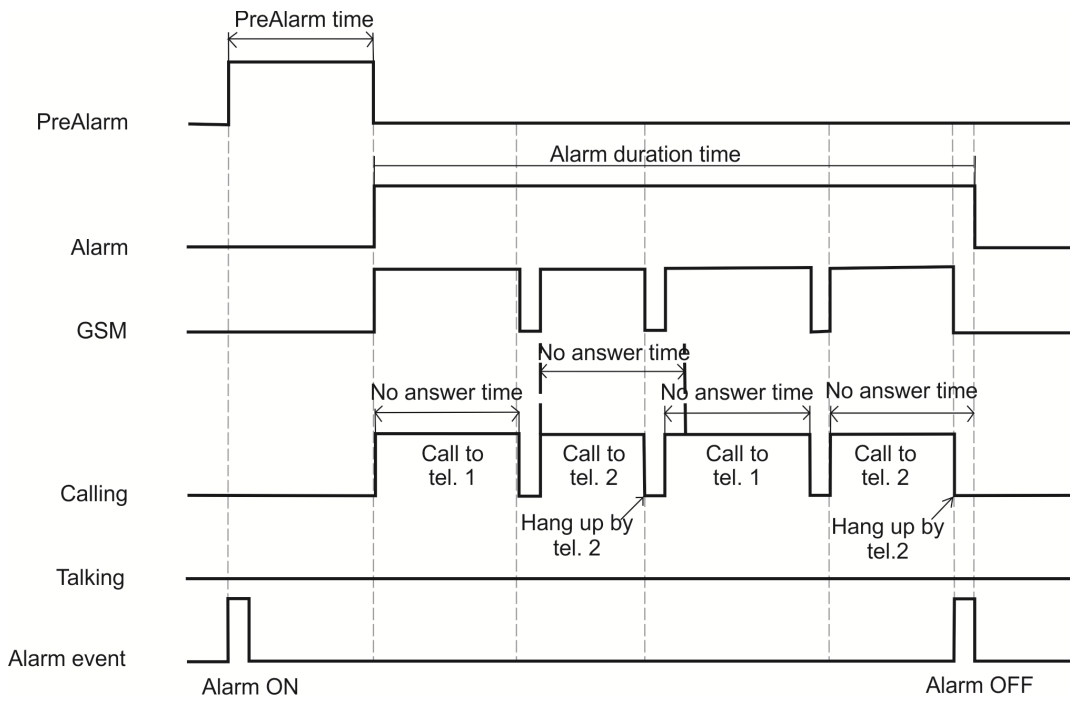 PreAlarm time
PreAlarm
Alarm duration time
Alarm
GSM
No answer time
No answer time
No answer time
No answer time
Call to
tel. 1
Call to
tel. 2
Call to
tel. 1
Call to
tel. 2
Calling
Hang up by
tel. 2
Hang up by
tel.2
Talking
Alarm event
Alarm ON
Alarm OFF